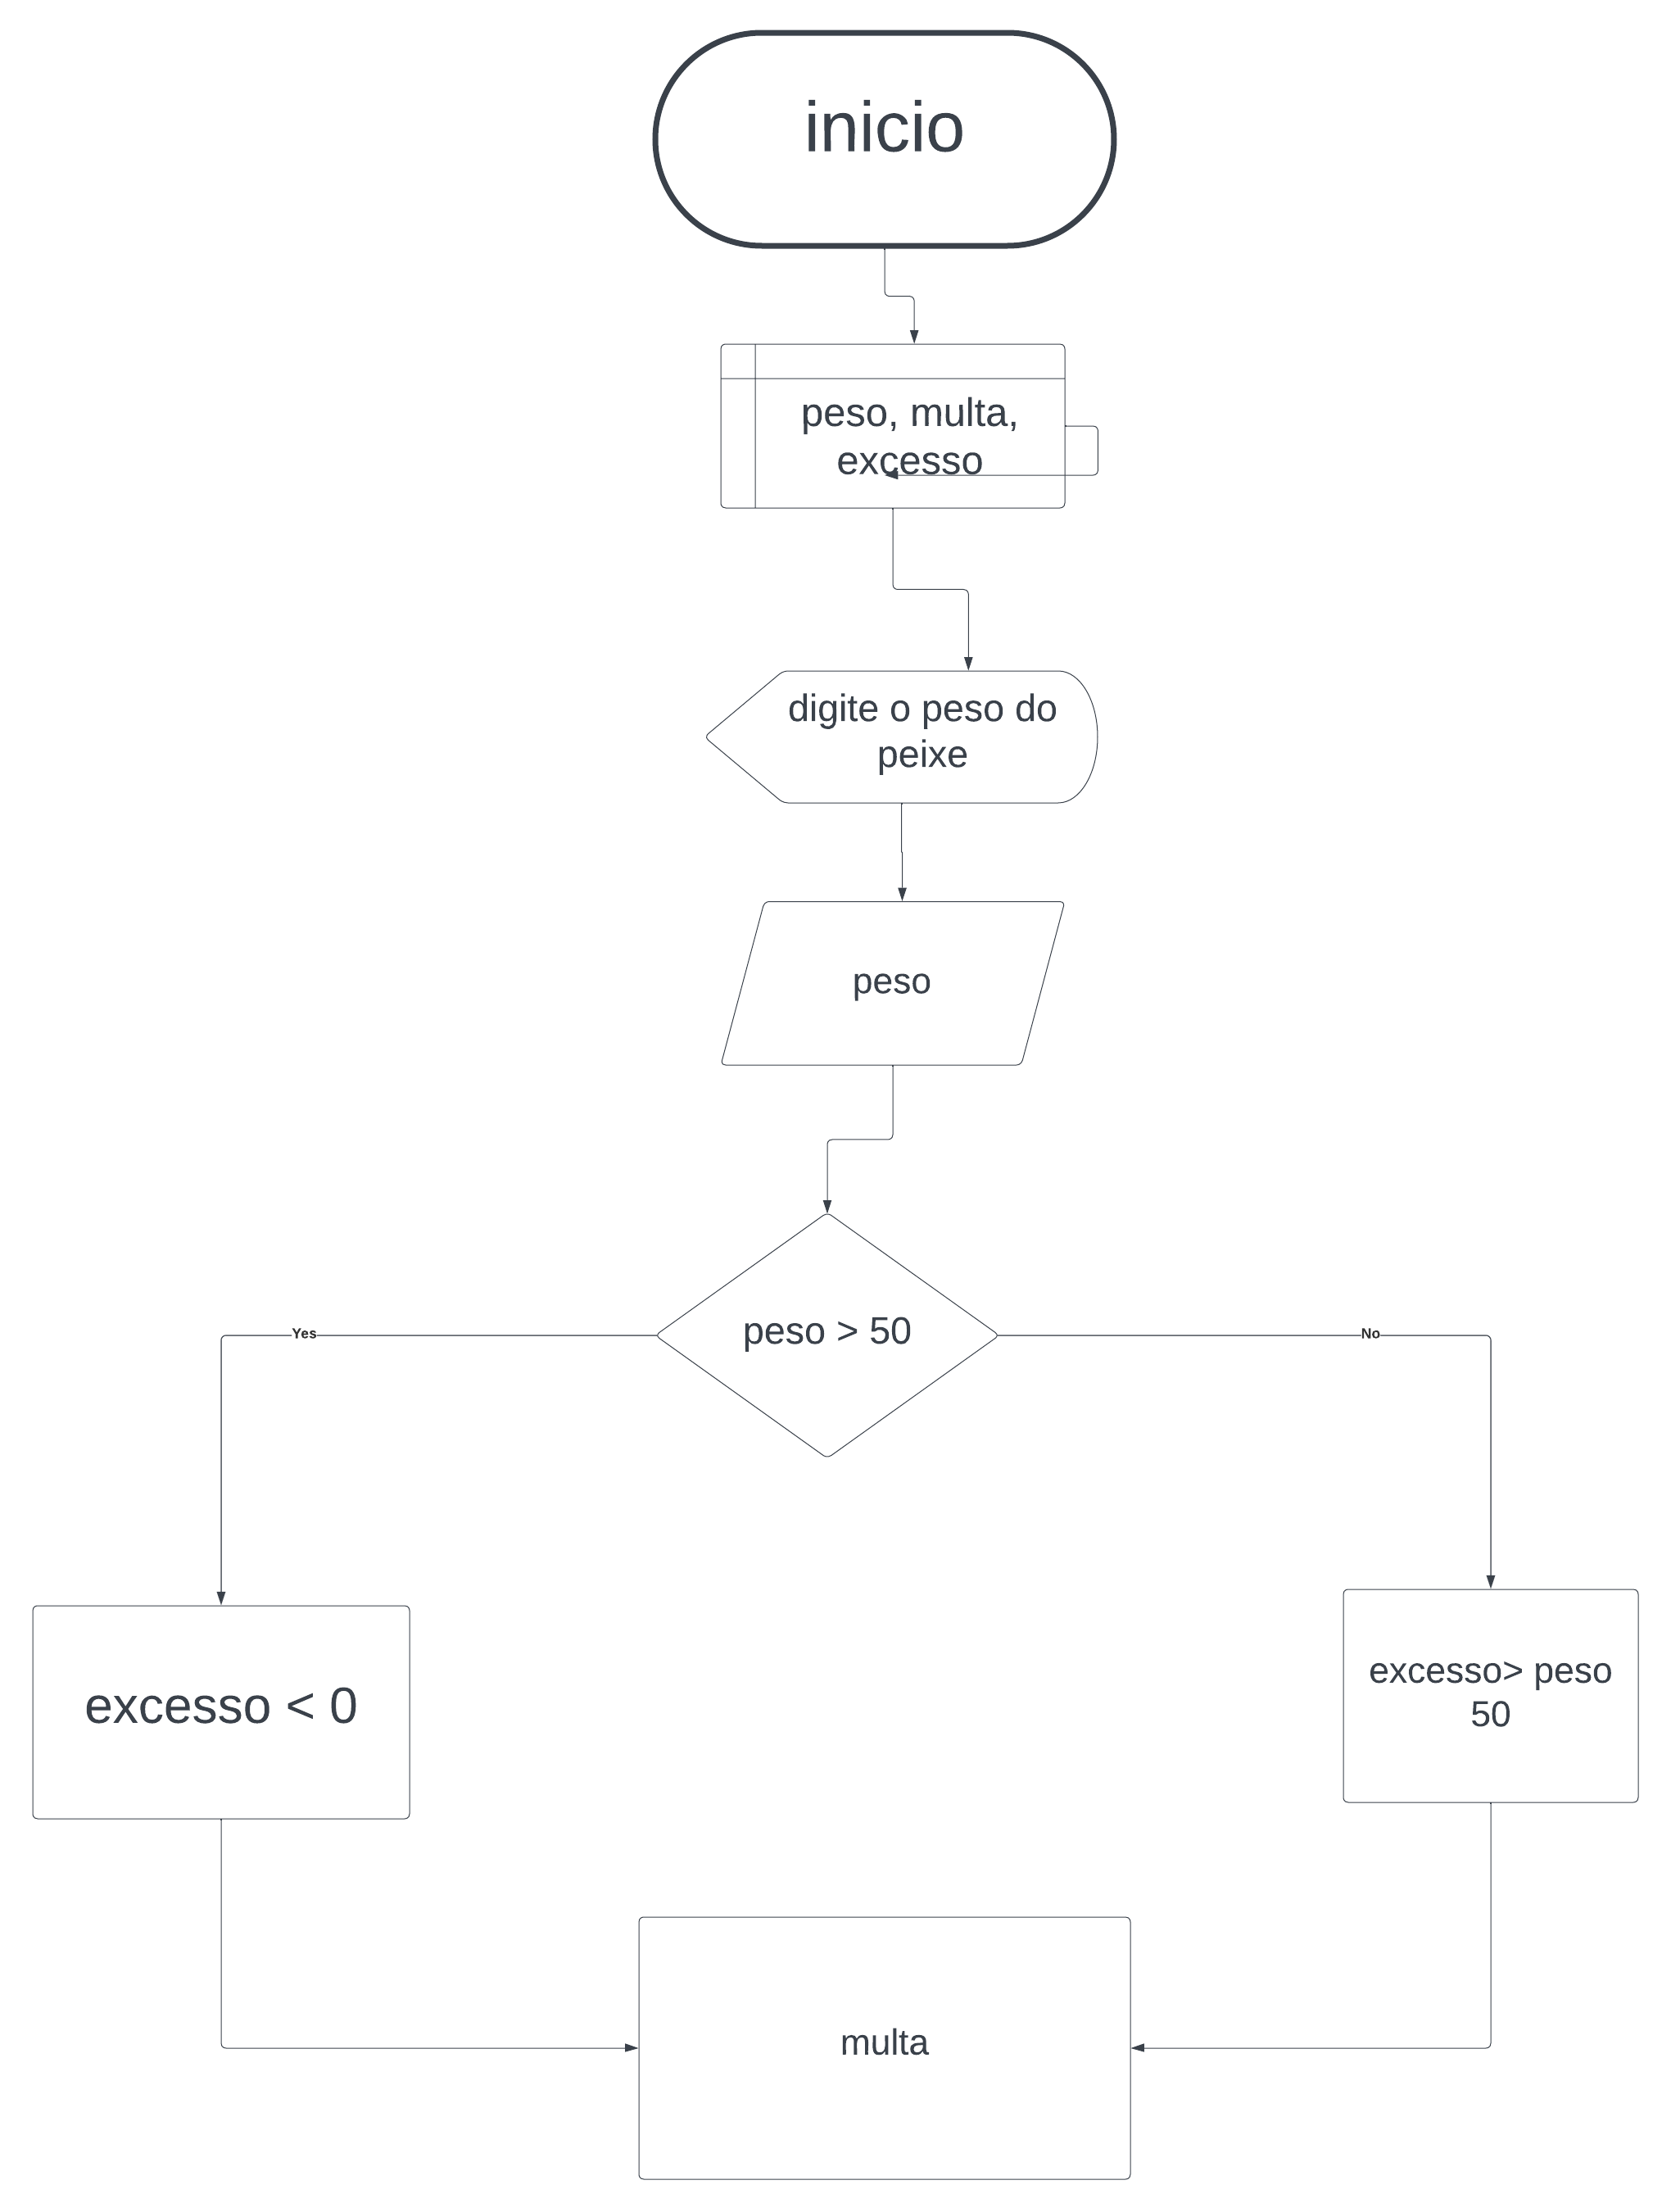 inicio
peso, multa,
excesso
digite o peso do
peixe
peso
peso > 50
Yes
No
excesso < 0
excesso> peso
50
multa